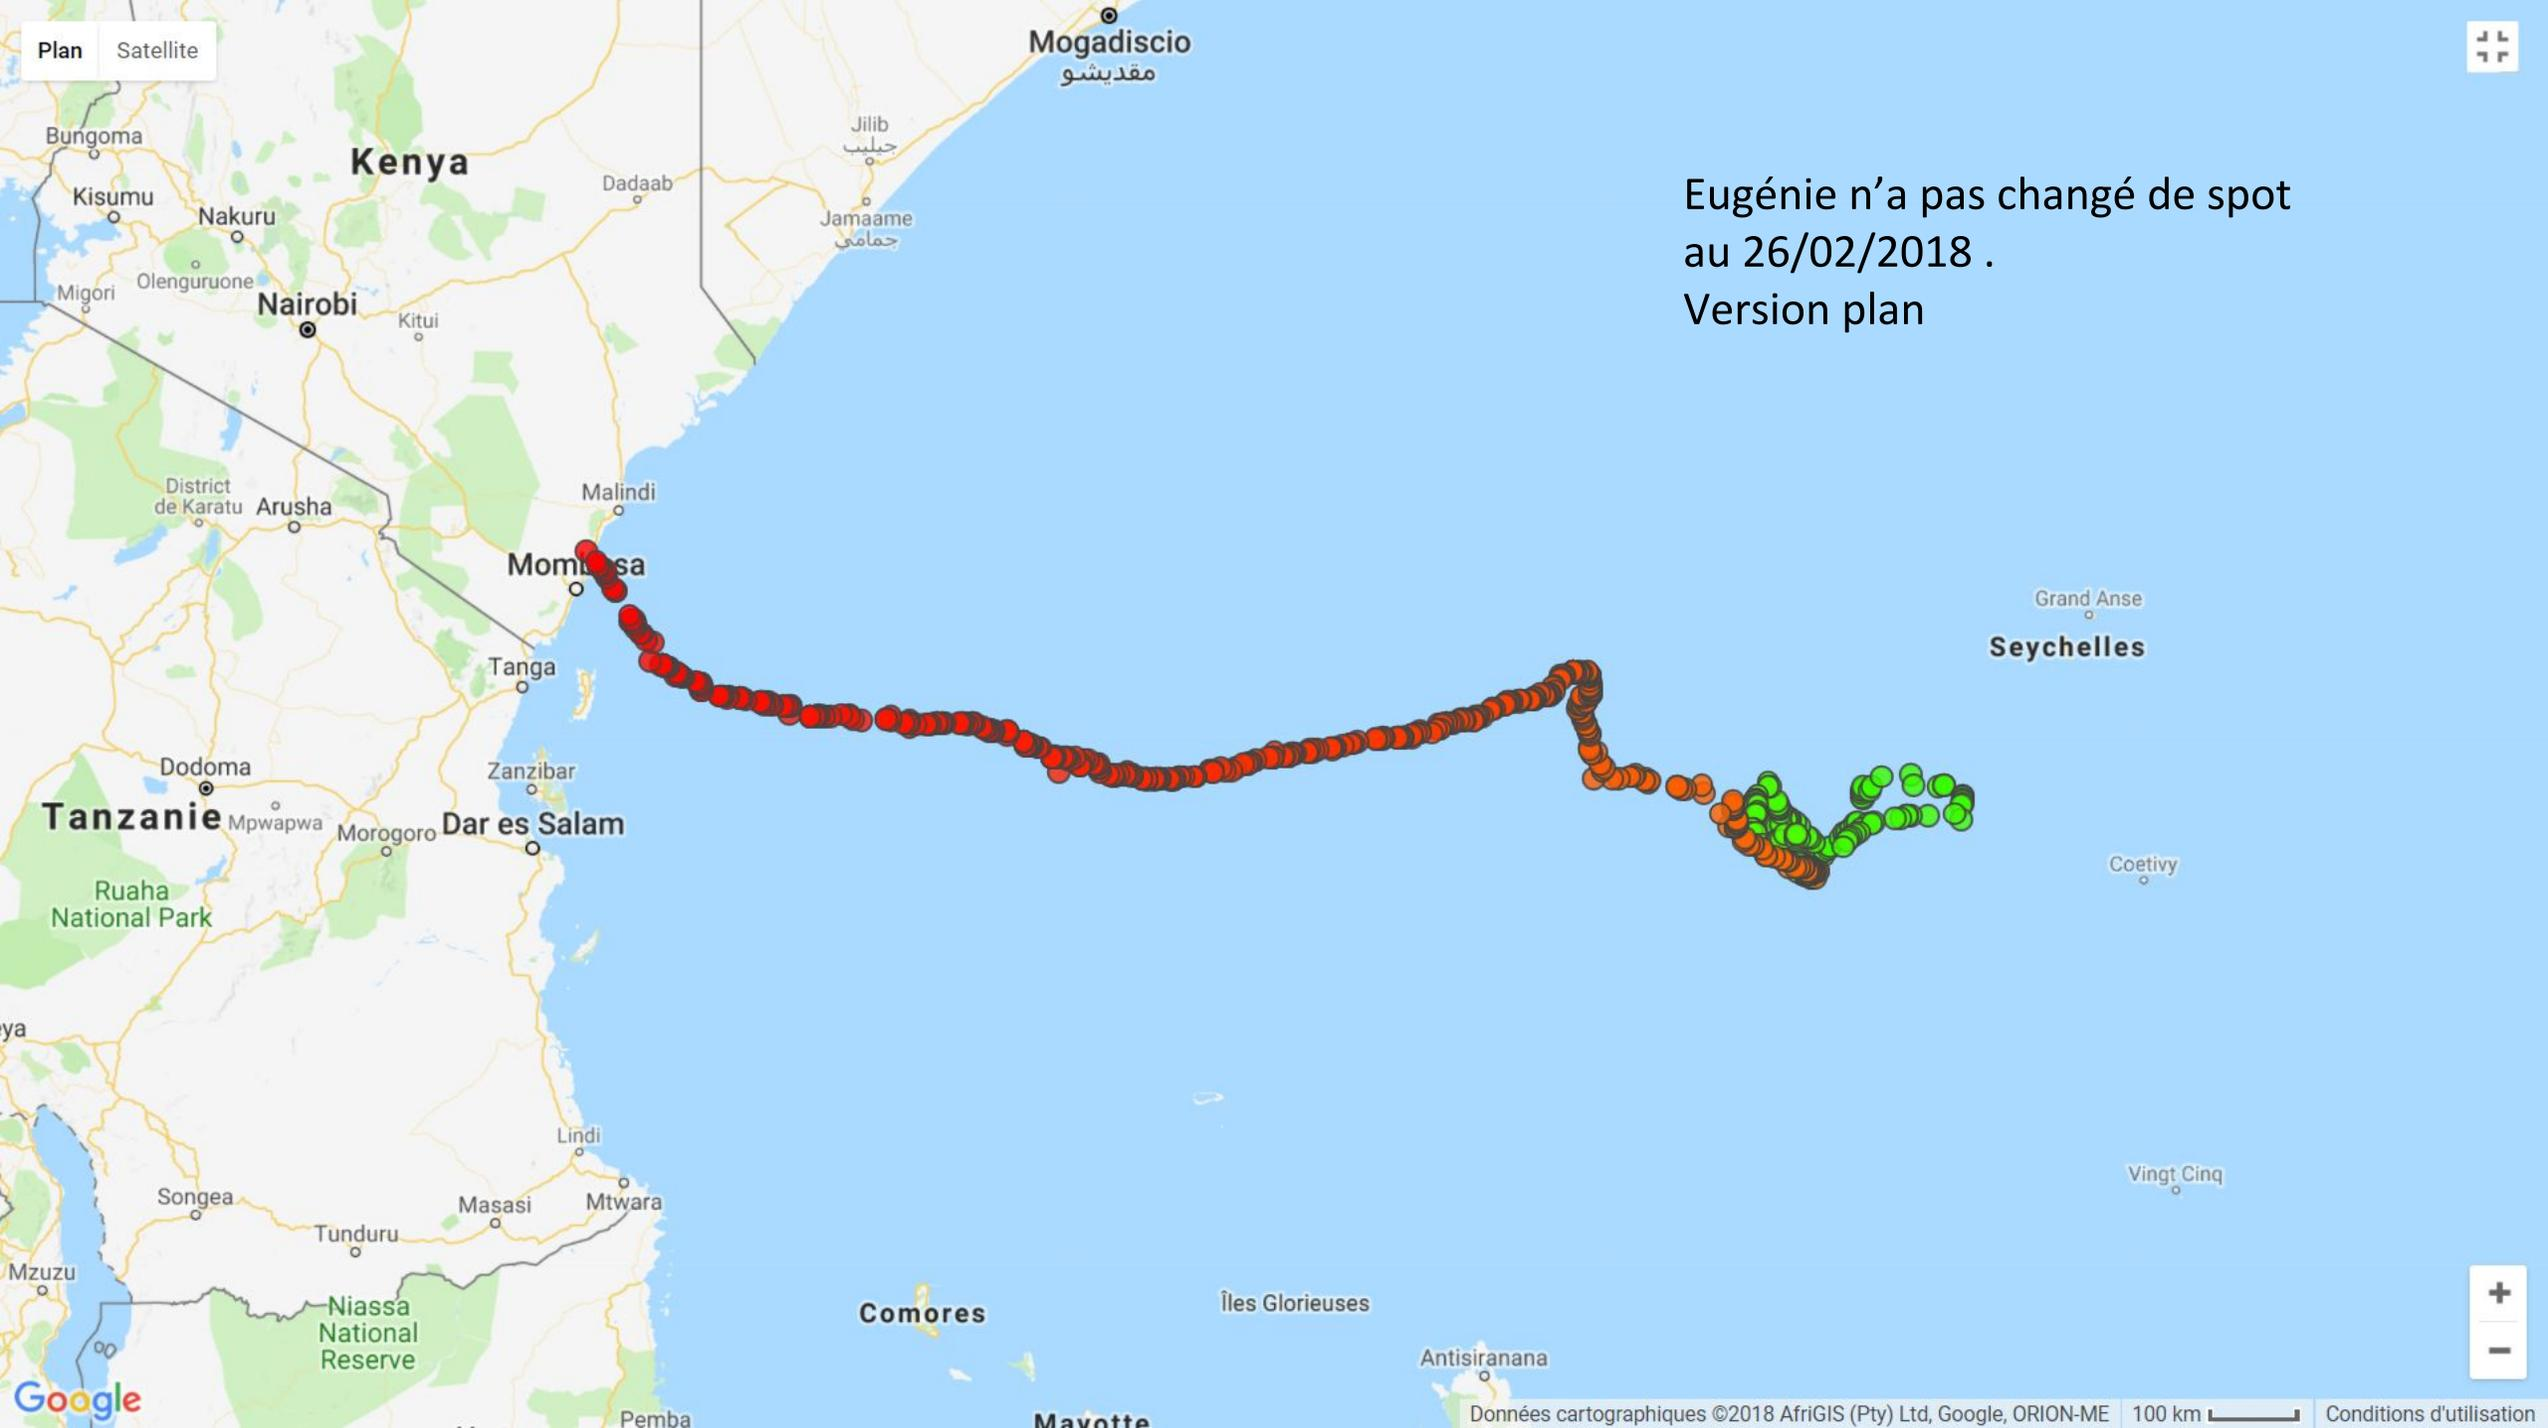 Plan
Satellite
Mogadiscio
مقديشو
Bungoma
Jilib
جيليب
Kenya
Dadaab
Kisumu
Nakuru
Jamaame
جمامي
Eugénie n’a pas changé de spot
au 26/02/2018 .
Version plan
Olenguruone
Migori
Nairobi
Kitui
District
de Karatu
Arusha
Malindi
Grand Anse
Seychelles
Tanga
Dodoma
Zanzibar
Tanzanie
Mpwapwa
Morogoro
Dar es Salam
Coetivy
Ruaha
National Park
Lindi
Vingt Cinq
Songea
Masasi
Mtwara
Tunduru
Mzuzu
Niassa
National
Reserve
Comores
Îles Glorieuses
Antisiranana
Google
Pemba
Mayotte
Données cartographiques ©2018 AfriGIS (Pty) Ltd, Google, ORION-ME
100 km
Conditions d'utilisation